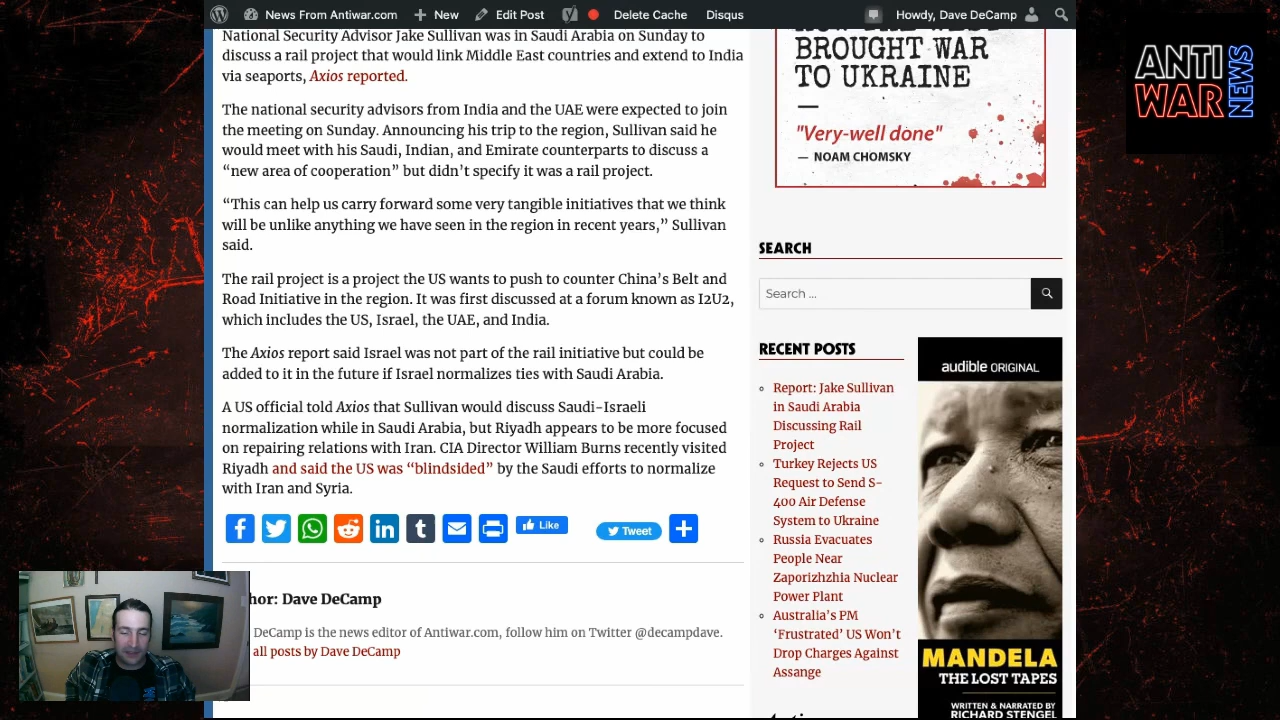 News From Antiwar.com
New
Edit Post
Delete Cache
Disqus
Howdy, Dave DeCamp
National Security Advisor Jake Sullivan was in Saudi Arabia on Sunday to
discuss a rail project that would link Middle East countries and extend to India
via seaports, Axios reported.
The national security advisors from India and the UAE were expected to join
the meeting on Sunday. Announcing his trip to the region, Sullivan said he
would meet with his Saudi, Indian, and Emirate counterparts to discuss a
“new area of cooperation” but didn’t specify it was a rail project.
“This can help us carry forward some very tangible initiatives that we think
will be unlike anything we have seen in the region in recent years,” Sullivan
said.
The rail project is a project the US wants to push to counter China’s Belt and
Road Initiative in the region. It was first discussed at a forum known as I2U2,
which includes the US, Israel, the UAE, and India.
The Axios report said Israel was not part of the rail initiative but could be
added to it in the future if Israel normalizes ties with Saudi Arabia.
A US official told Axios that Sullivan would discuss Saudi-Israeli
normalization while in Saudi Arabia, but Riyadh appears to be more focused
on repairing relations with Iran. CIA Director William Burns recently visited
Riyadh and said the US was “blindsided” by the Saudi efforts to normalize
with Iran and Syria.
Like
Tweet
hor: Dave DeCamp
DeCamp is the news editor of Antiwar.com, follow him on Twitter @decampdave.
all posts by Dave DeCamp
HOW THE WEST
BROUGHT WAR
TO UKRAINE
—
"Very-well done"
— NOAM CHOMSKY
SEARCH
Search ...
RECENT POSTS
Report: Jake Sullivan
in Saudi Arabia
Discussing Rail
Project
Turkey Rejects US
Request to Send S-
400 Air Defense
System to Ukraine
Russia Evacuates
People Near
Zaporizhzhia Nuclear
Power Plant
Australia’s PM
‘Frustrated’ US Won’t
Drop Charges Against
Assange
audible ORIGINAL
MANDELA
THE LOST TAPES
WRITTEN & NARRATED BY
RICHARD STENGEL
ANTI
WAR
NEWS